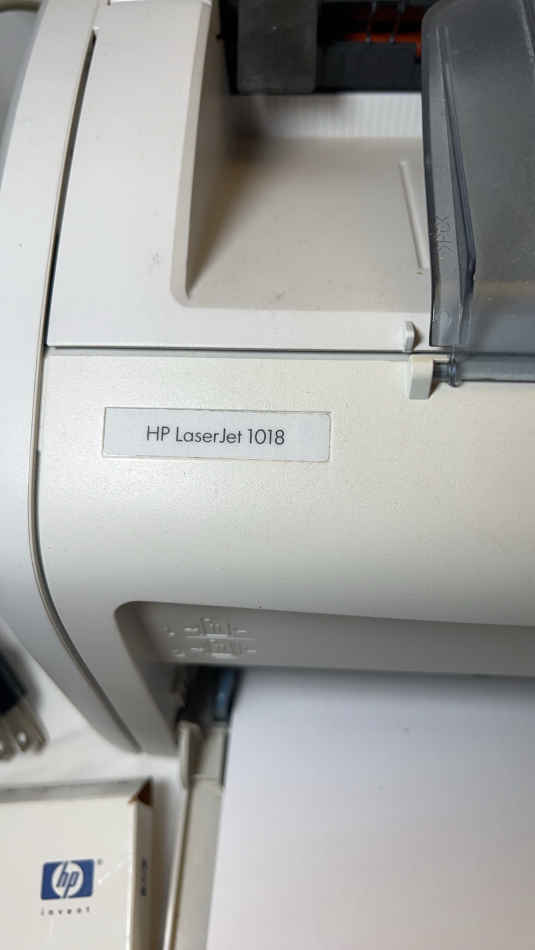 HP LaserJet 1018
hp
invent